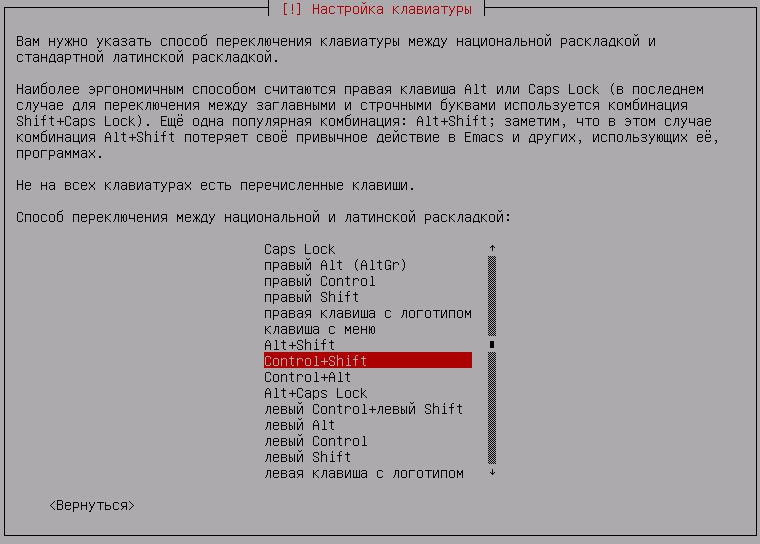 [!] Настройка клавиатуры
Вам нужно указать способ переключения клавиатуры между национальной раскладкой и
стандартной латинской раскладкой.
Наиболее эргономичным способом считаются правая клавиша Alt или Caps Lock (в последнем
случае для переключения между заглавными и строчными буквами используется комбинация
Shift+Caps Lock). Ещё одна популярная комбинация: Alt+Shift; заметим, что в этом случае
комбинация Alt+Shift потеряет своё привычное действие в Emacs и других, использующих её,
программах.
Не на всех клавиатурах есть перечисленные клавиши.
Способ переключения между национальной и латинской раскладкой:
Caps Lock
правый Alt (AltGr)
правый Control
правый Shift
правая клавиша с логотипом
клавиша с меню
Alt+Shift
Control+Shift
Control+Alt
Alt+Caps Lock
левый Control+левый Shift
левый Alt
левый Control
левый Shift
левая клавиша с логотипом
<Вернуться>